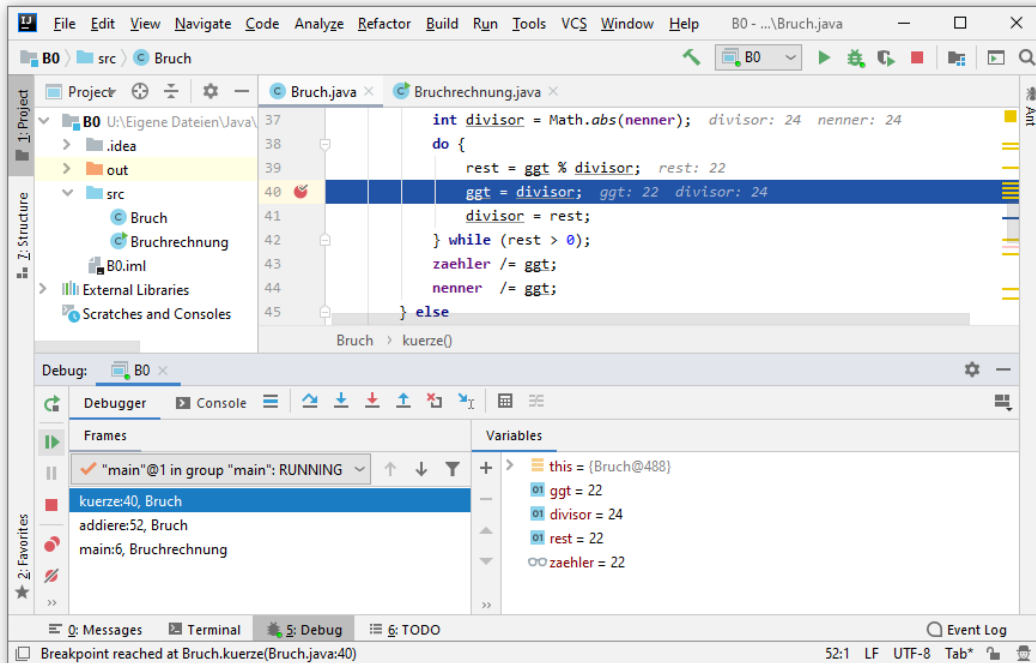 File Edit View Navigate Code Analyze Refactor Build Run Tools VCS Window Help B0 - ...\Bruch.java
B0 src Bruch B0
Project Bruch.java Bruchrechnung.java
1: Project
Z: Structure
2: Favorites
Ant
B0 U:\Eigene Dateien\Java\
.idea
out
src
Bruch
Bruchrechnung
B0.iml
External Libraries
Scratches and Consoles
37 int divisor = Math.abs(nenner); divisor: 24 nenner: 24
38 do {
39 rest = ggt % divisor; rest: 22
40 ggt = divisor; ggt: 22 divisor: 24
41 divisor = rest;
42 } while (rest > 0);
43 zaehler /= ggt;
44 nenner /= ggt;
45 } else
Bruch > kuerze()
Debug: B0
Debugger Console
Frames
"main"@1 in group "main": RUNNING
kuerze:40, Bruch
addiere:52, Bruch
main:6, Bruchrechnung
Variables
this = {Bruch@488}
ggt = 22
divisor = 24
rest = 22
zaehler = 22
0: Messages Terminal 5: Debug 6: TODO Event Log
Breakpoint reached at Bruch.kuerze(Bruch.java:40) 52:1 LF UTF-8 Tab*